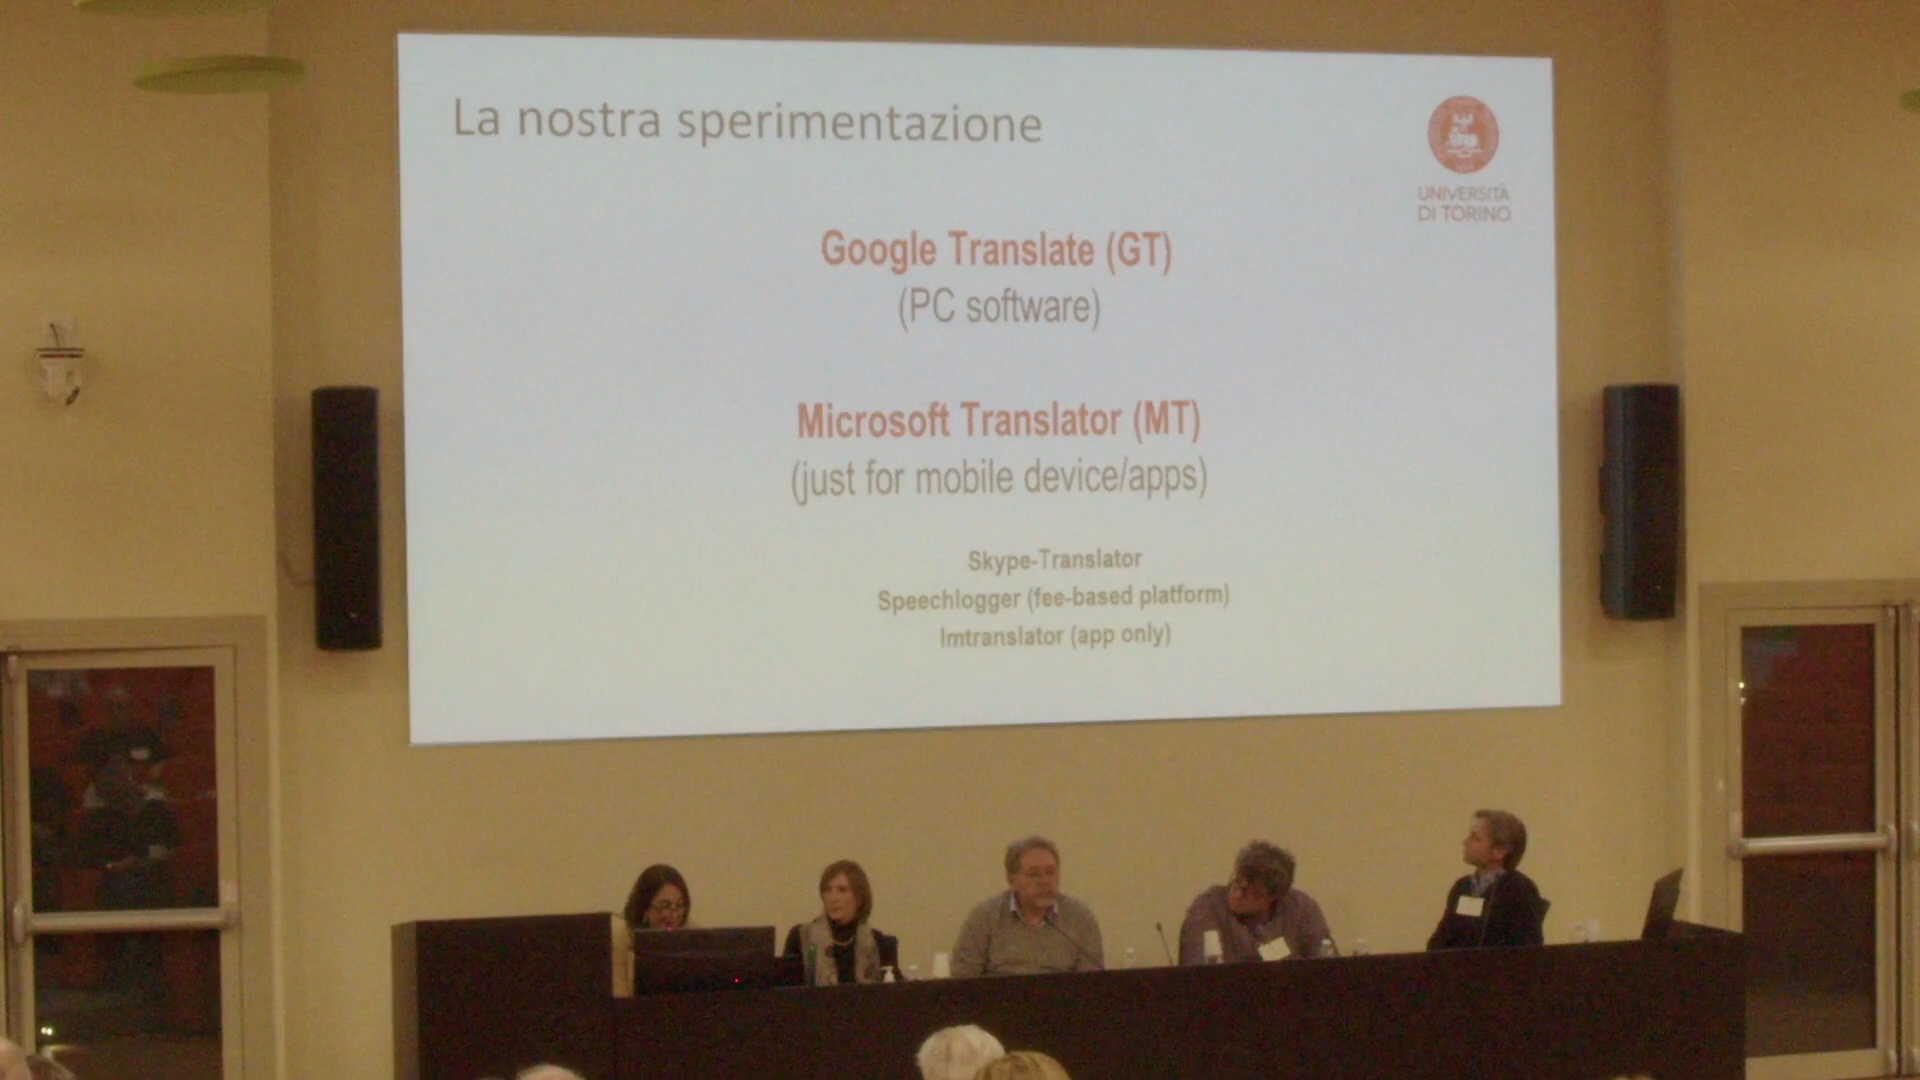 La nostra sperimentazione
UNIVERSITÀ
DI TORINO
Google Translate (GT)
(PC software)
Microsoft Translator (MT)
(just for mobile device/apps)
Skype-Translator
Speechlogger (fee-based platform)
Imtranslator (app only)